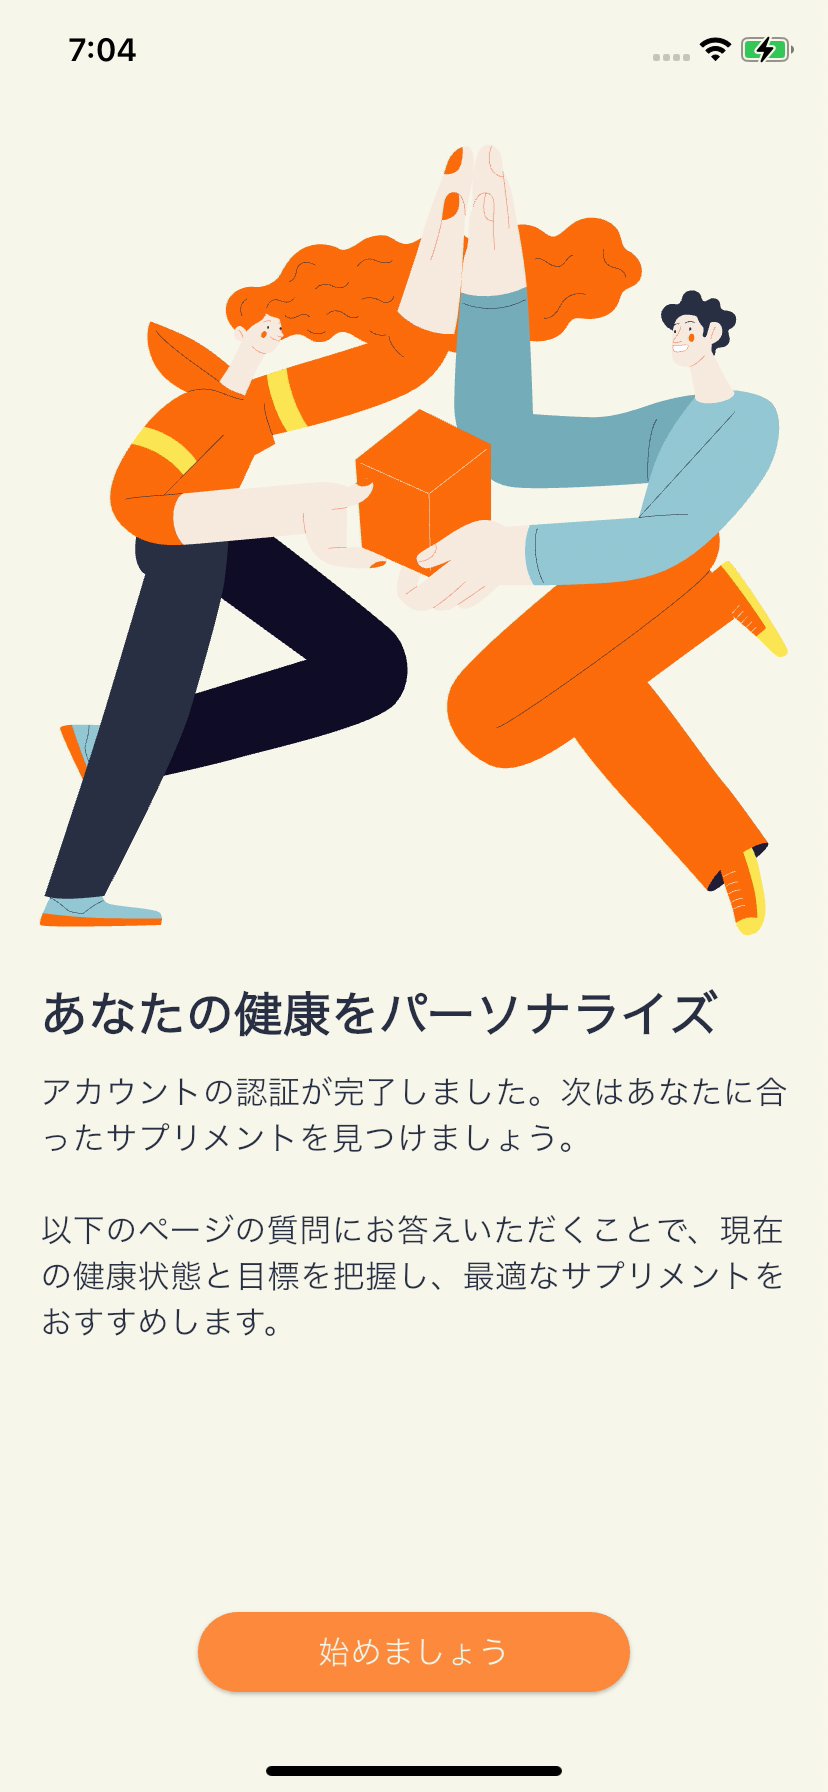 7:04
あなたの健康をパーソナライズ
アカウントの認証が完了しました。次はあなたに合
ったサプリメントを見つけましょう。
以下のページの質問にお答えいただくことで、現在
の健康状態と目標を把握し、最適なサプリメントを
おすすめします。
始めましょう